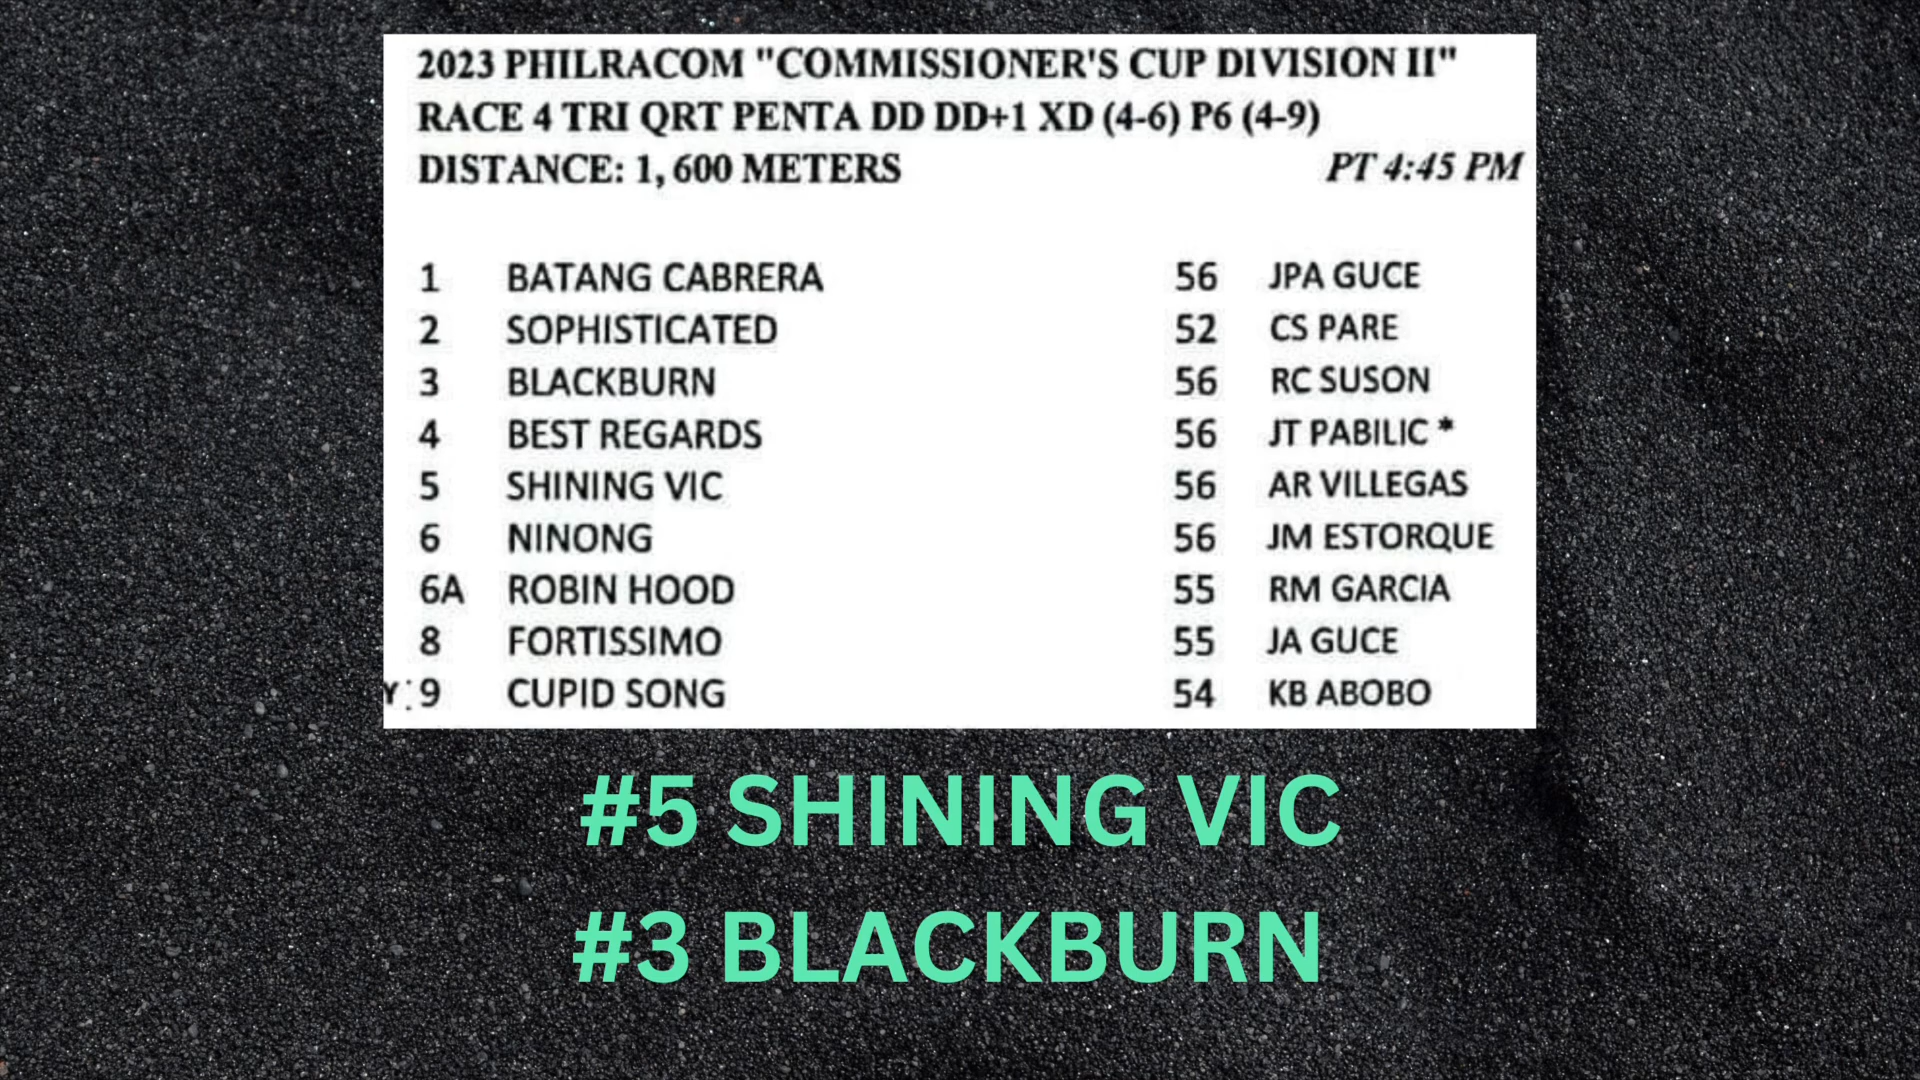 2023 PHILRACOM "COMMISSIONER'S CUP DIVISION II"
RACE 4 TRI QRT PENTA DD DD+1 XD (4-6) P6 (4-9)
DISTANCE: 1, 600 METERS PT 4:45 PM
1 BATANG CABRERA 56 JPA GUCE
2 SOPHISTICATED 52 CS PARE
3 BLACKBURN 56 RC SUSON
4 BEST REGARDS 56 JT PABILIC *
5 SHINING VIC 56 AR VILLEGAS
6 NINONG 56 JM ESTORQUE
6A ROBIN HOOD 55 RM GARCIA
8 FORTISSIMO 55 JA GUCE
9 CUPID SONG 54 KB ABOBO
#5 SHINING VIC
#3 BLACKBURN